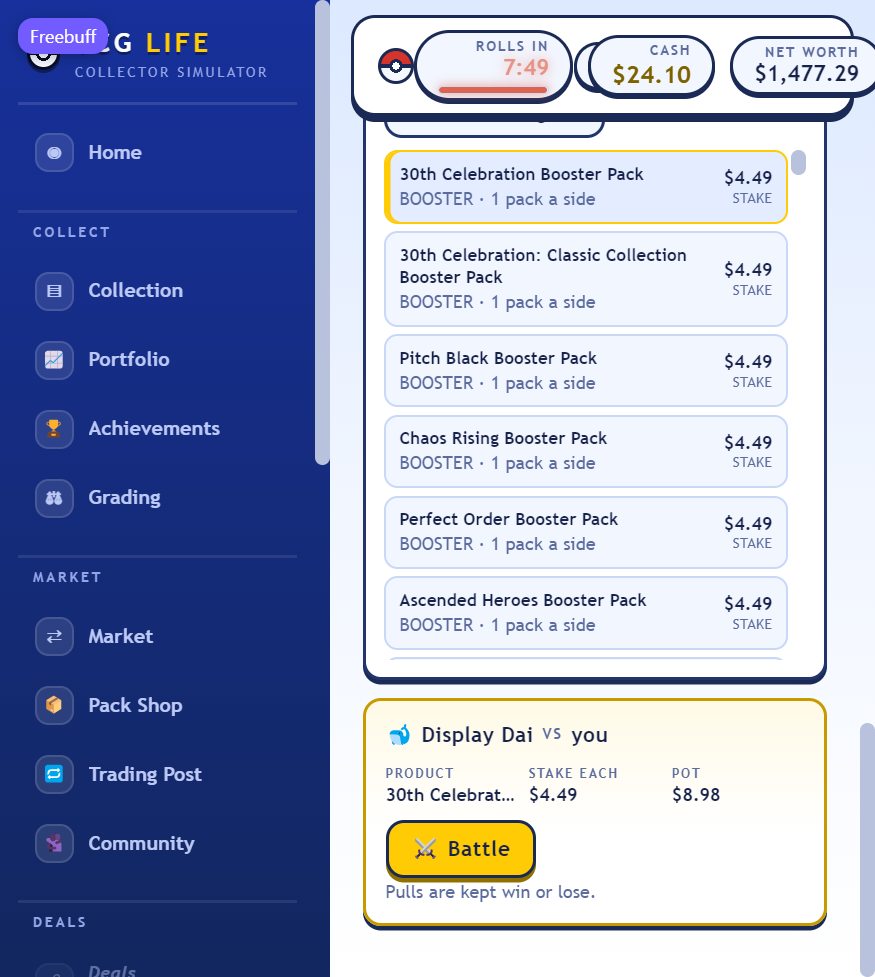 Freebuff
CG LIFE
COLLECTOR SIMULATOR
Home
COLLECT
Collection
Portfolio
Achievements
Grading
MARKET
Market
Pack Shop
Trading Post
Community
DEALS
Deals
ROLLS IN
7:49
CASH
$24.10
NET WORTH
$1,477.29
30th Celebration Booster Pack
BOOSTER · 1 pack a side
$4.49
STAKE
30th Celebration: Classic Collection
Booster Pack
BOOSTER · 1 pack a side
$4.49
STAKE
Pitch Black Booster Pack
BOOSTER · 1 pack a side
$4.49
STAKE
Chaos Rising Booster Pack
BOOSTER · 1 pack a side
$4.49
STAKE
Perfect Order Booster Pack
BOOSTER · 1 pack a side
$4.49
STAKE
Ascended Heroes Booster Pack
BOOSTER · 1 pack a side
$4.49
STAKE
Display Dai VS you
PRODUCT STAKE EACH POT
30th Celebrat... $4.49 $8.98
Battle
Pulls are kept win or lose.